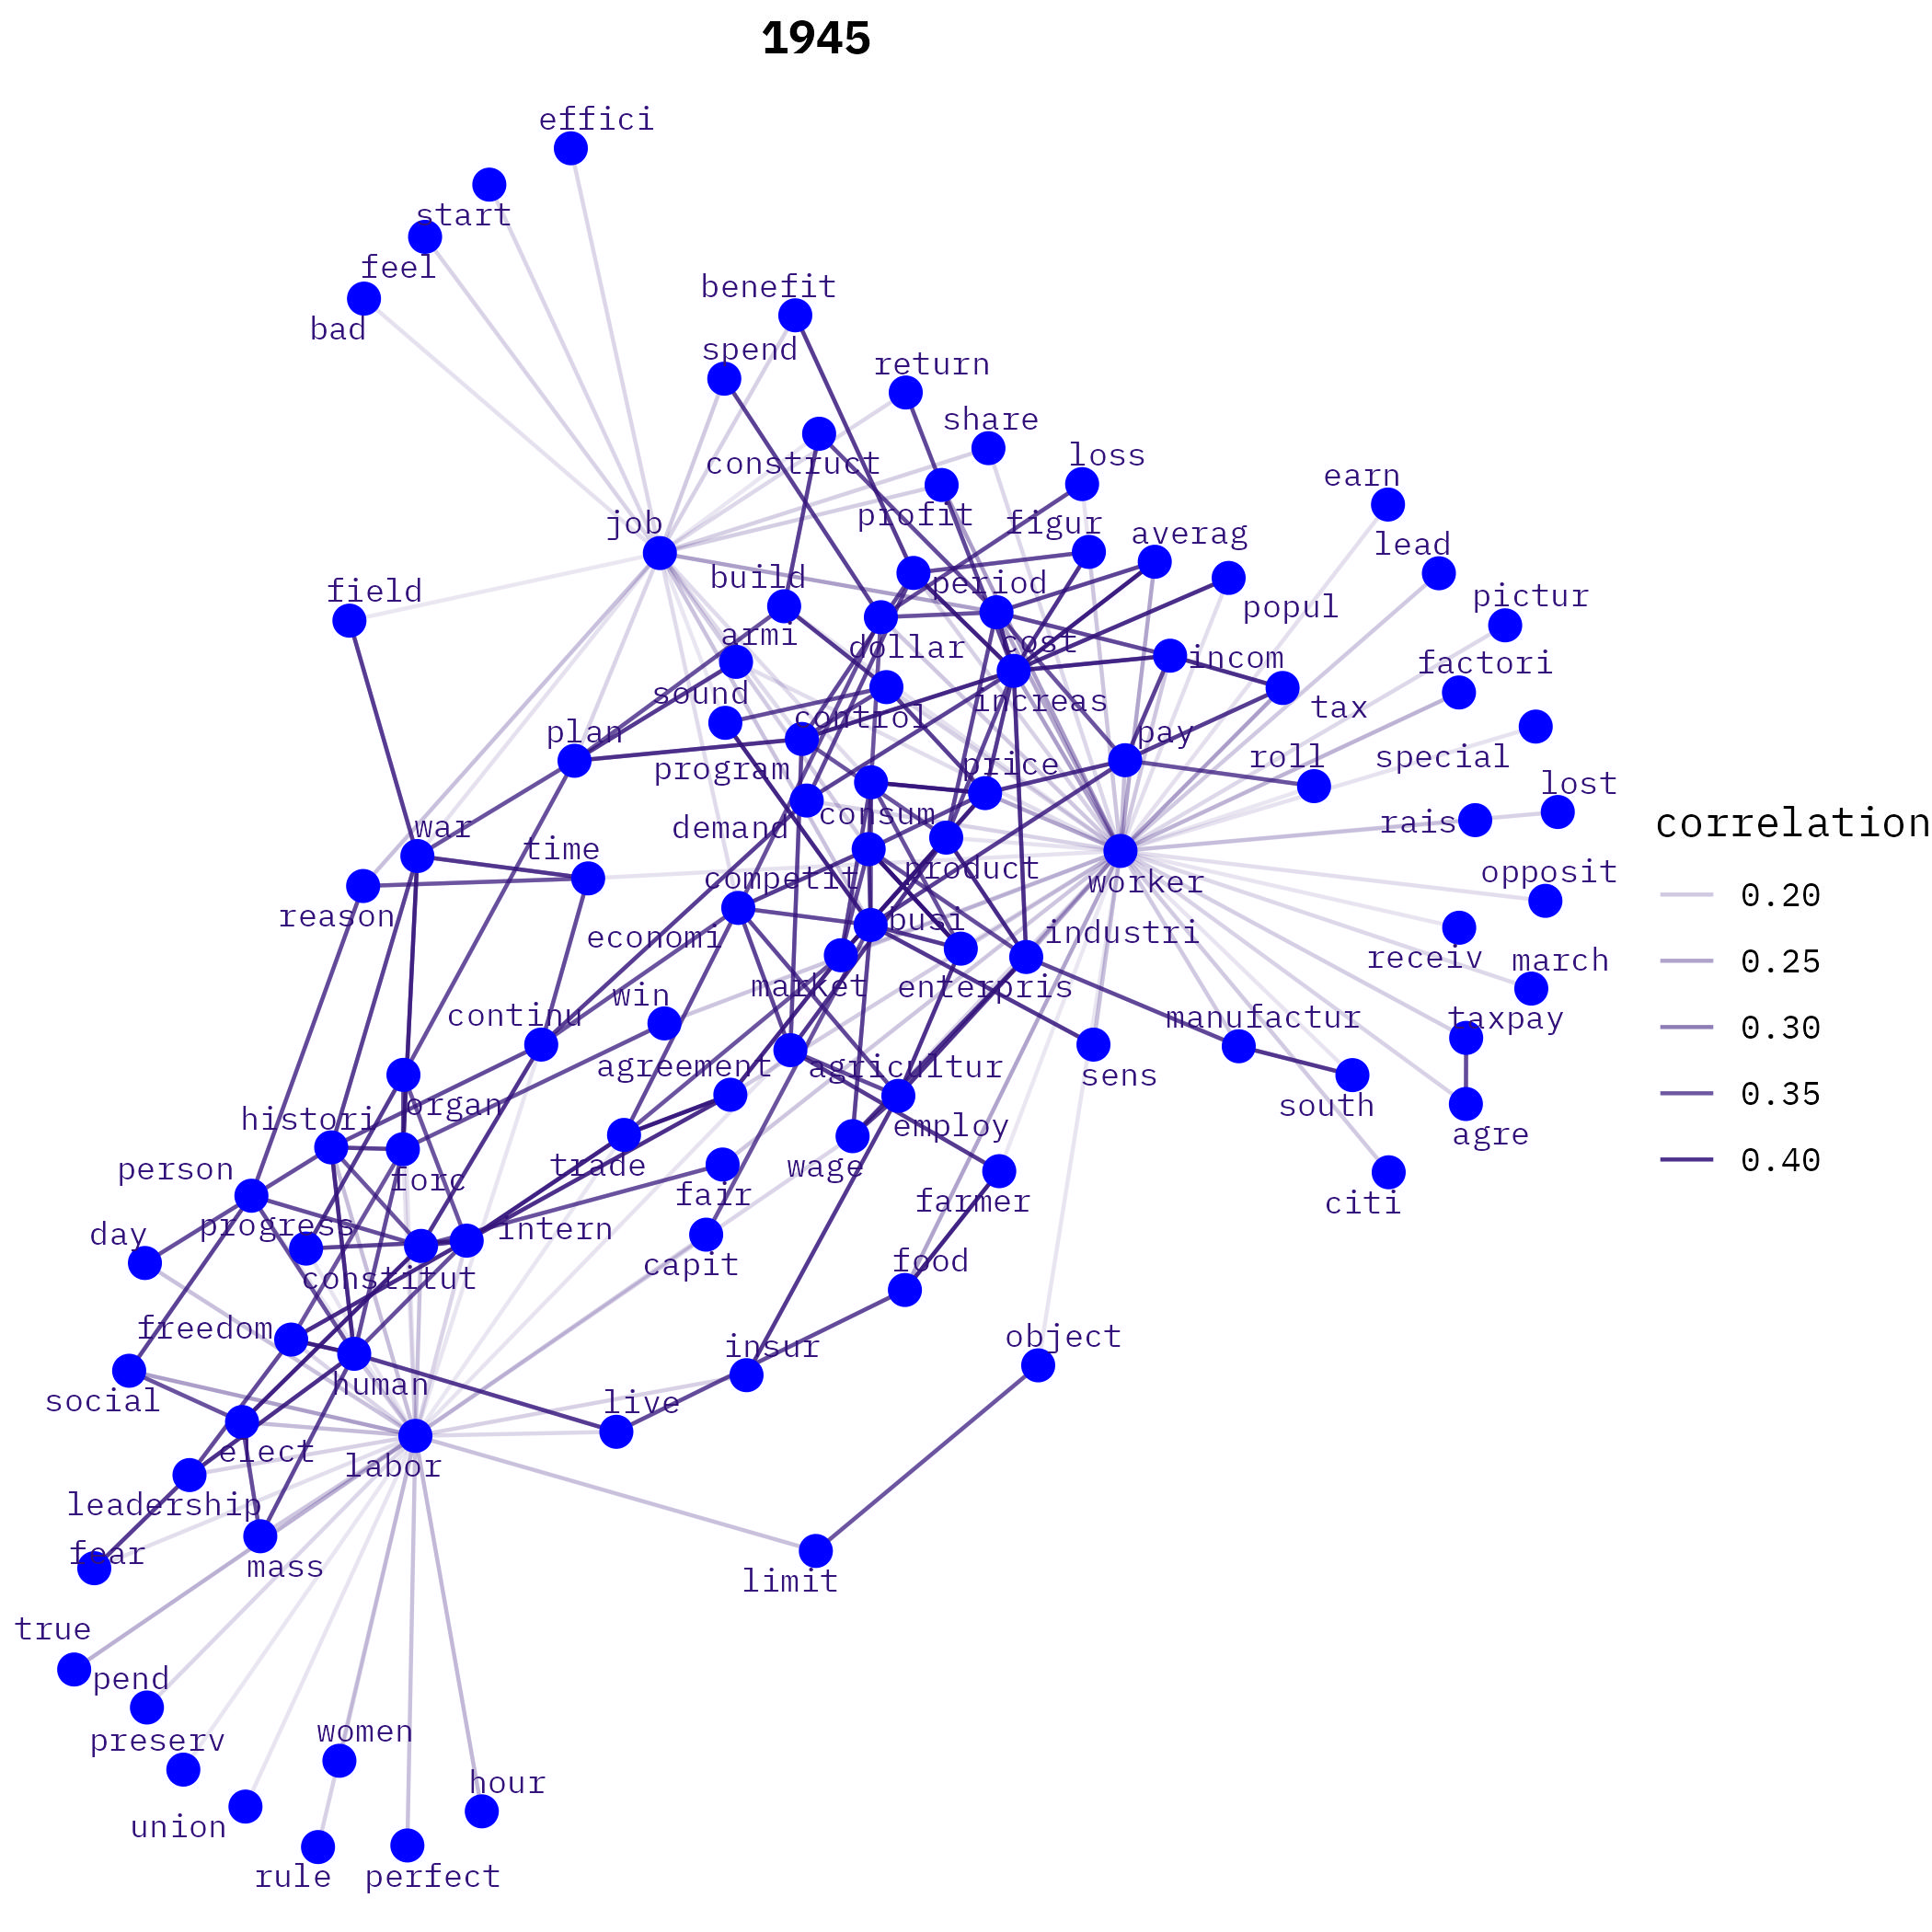 1945
effici
start
feel
bad
benefit
spend
return
share
construct
loss
earn
profit
figur
averag
lead
job
build
period
popul
pictur
field
armi
dollar
cost
incom
factori
sound
control
increas
tax
plan
program
price
pay
roll
special
lost
war
time
demand
consum
rais
correlation
reason
competit
product
worker
opposit
0.20
economi
busi
industri
receiv
march
0.25
win
market
enterpris
continu
manufactur
taxpay
0.30
agreement
agricultur
sens
organ
south
0.35
histori
employ
agre
person
forc
trade
wage
0.40
fair
farmer
citi
progress
intern
day
constitut
capit
food
freedom
insur
object
human
social
live
elect
labor
leadership
fear
mass
limit
true
pend
preserv
women
hour
union
rule
perfect